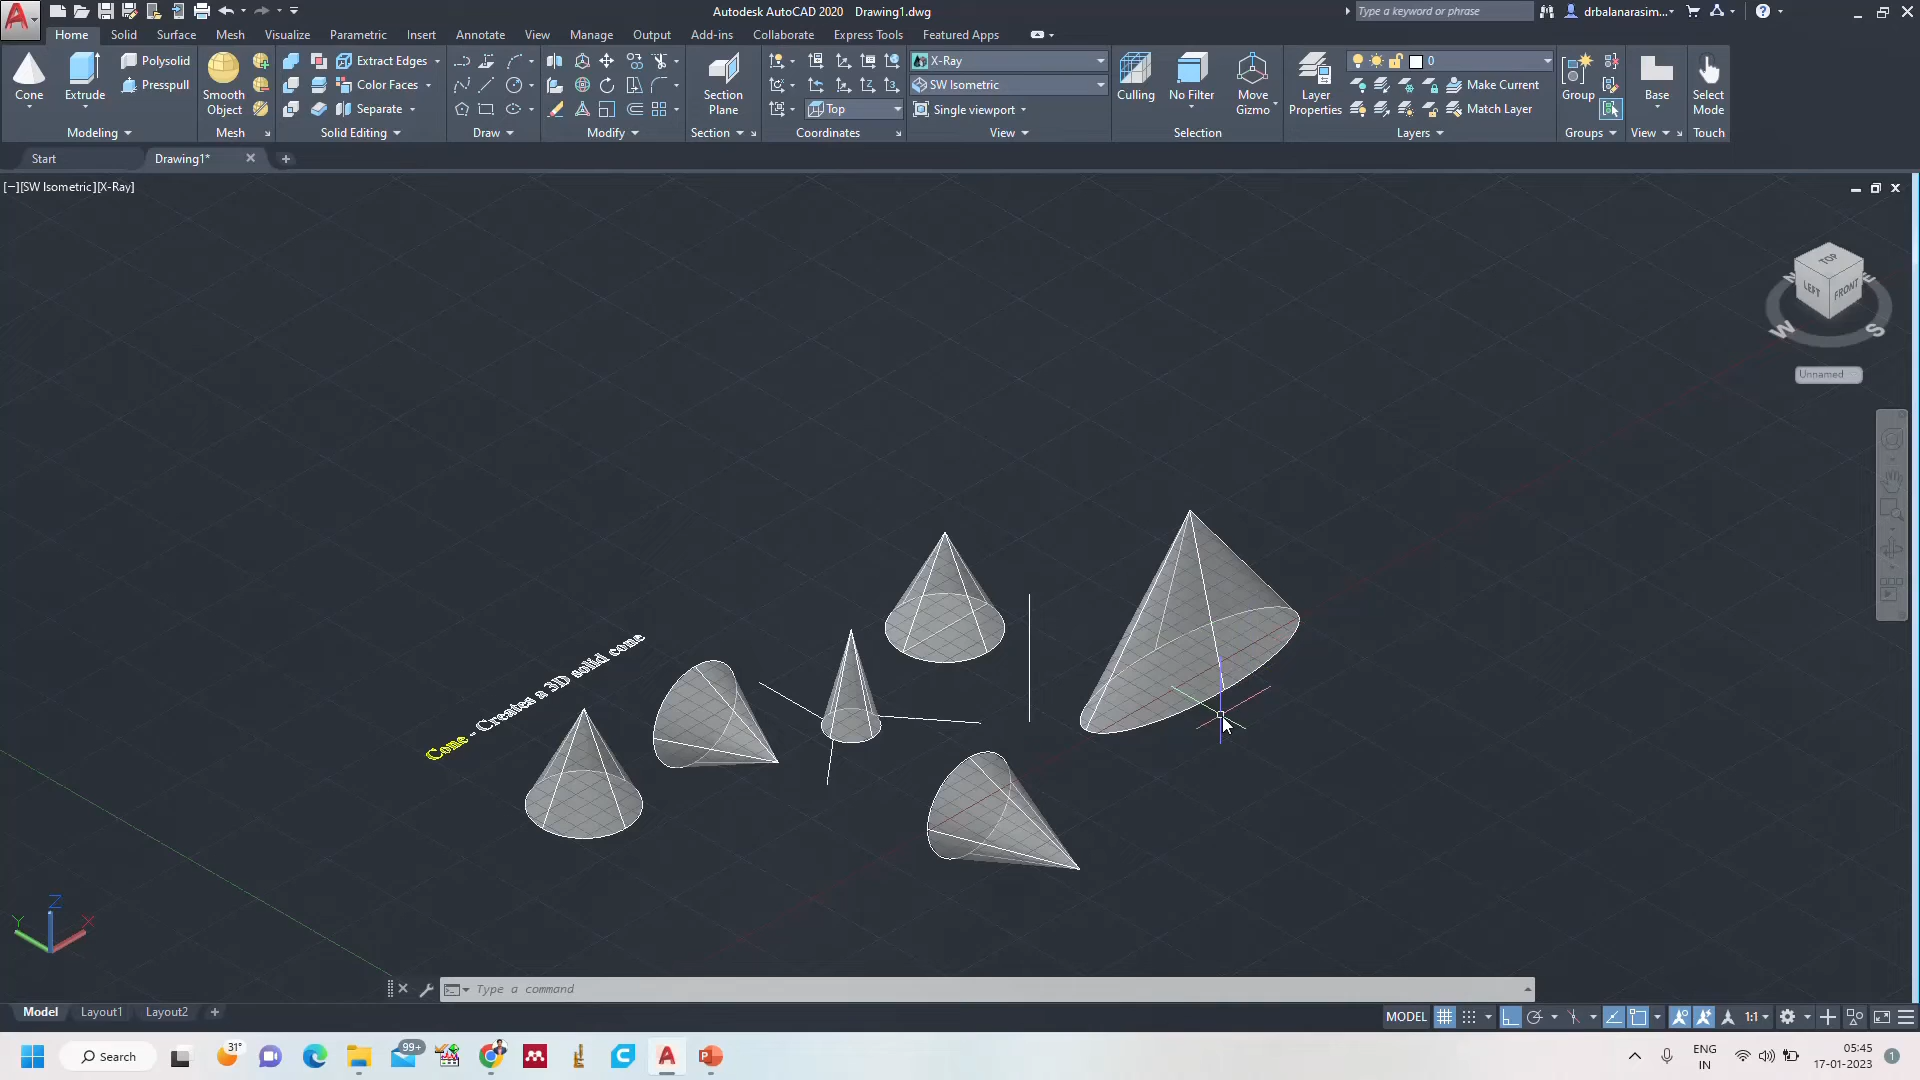 Autodesk AutoCAD 2020 Drawing1.dwg
Type a keyword or phrase
drbalanarasim...
Home Solid Surface Mesh Visualize Parametric Insert Annotate View Manage Output Add-ins Collaborate Express Tools Featured Apps
Cone
Extrude
Polysolid
Presspull
Modeling
Smooth
Object
Mesh
Extract Edges
Color Faces
Separate
Solid Editing
Draw
Modify
Section
Plane
Section
Top
Coordinates
X-Ray
SW Isometric
Single viewport
View
Culling
No Filter
Move
Gizmo
Selection
Layer
Properties
0
Make Current
Match Layer
Layers
Group
Groups
Base
View
Select
Mode
Touch
Start
Drawing1*
[−][SW Isometric][X-Ray]
TOP
LEFT
FRONT
N
E
W
S
Unnamed
Cone - Creates a 3D solid cone
Z
Y
X
Type a command
Model
Layout1
Layout2
MODEL
1:1
31°
Search
99+
ENG
IN
05:45
17-01-2023
1